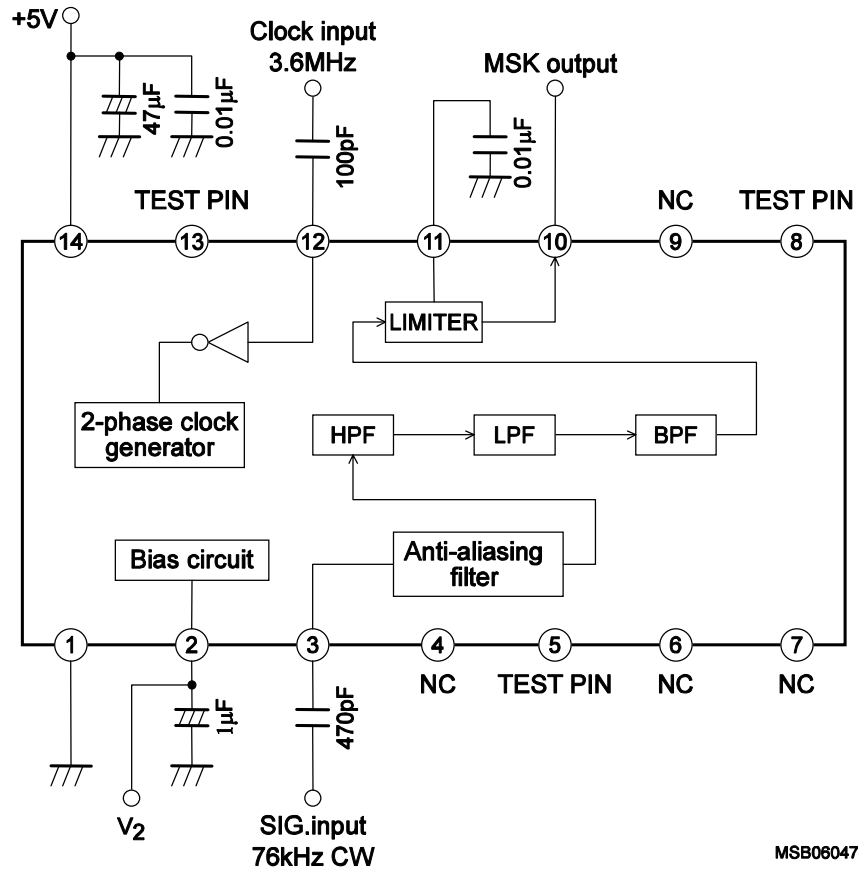 +5V
Clock input
3.6MHz
MSK output
47µF
0.01µF
100pF
0.01µF
TEST PIN
NC
TEST PIN
14
13
12
11
10
9
8
LIMITER
2-phase clock
generator
HPF
LPF
BPF
Bias circuit
Anti-aliasing
filter
1
2
3
4
5
6
7
NC
TEST PIN
NC
NC
1µF
470pF
V2
SIG.input
76kHz CW
MSB06047